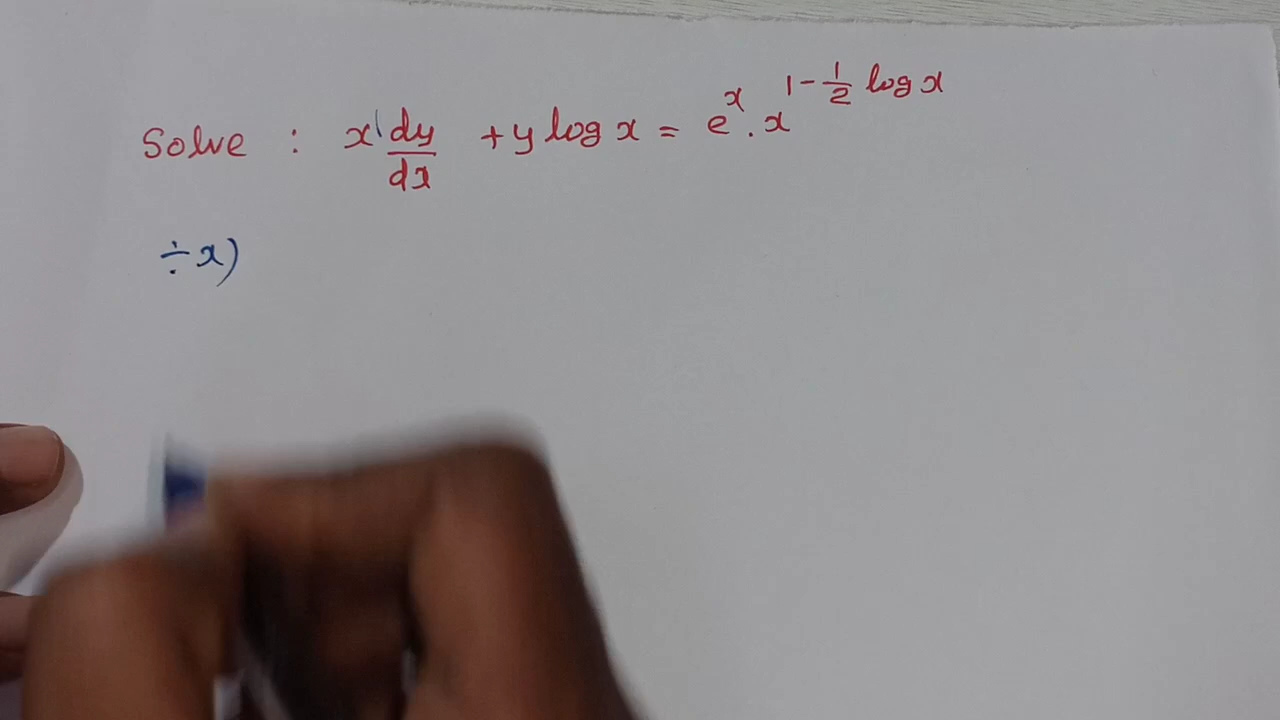 Solve : x dy/dx + y log x = e^x . x^(1 - 1/2 log x)
÷ x)